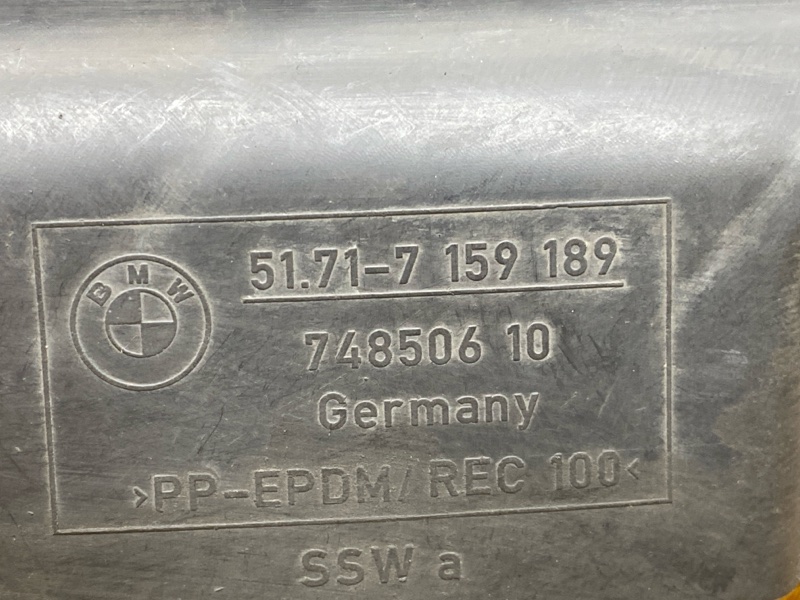 BMW
51.71-7 159 189
748506 10
Germany
>PP-EPDM/REC 100<
SSW a